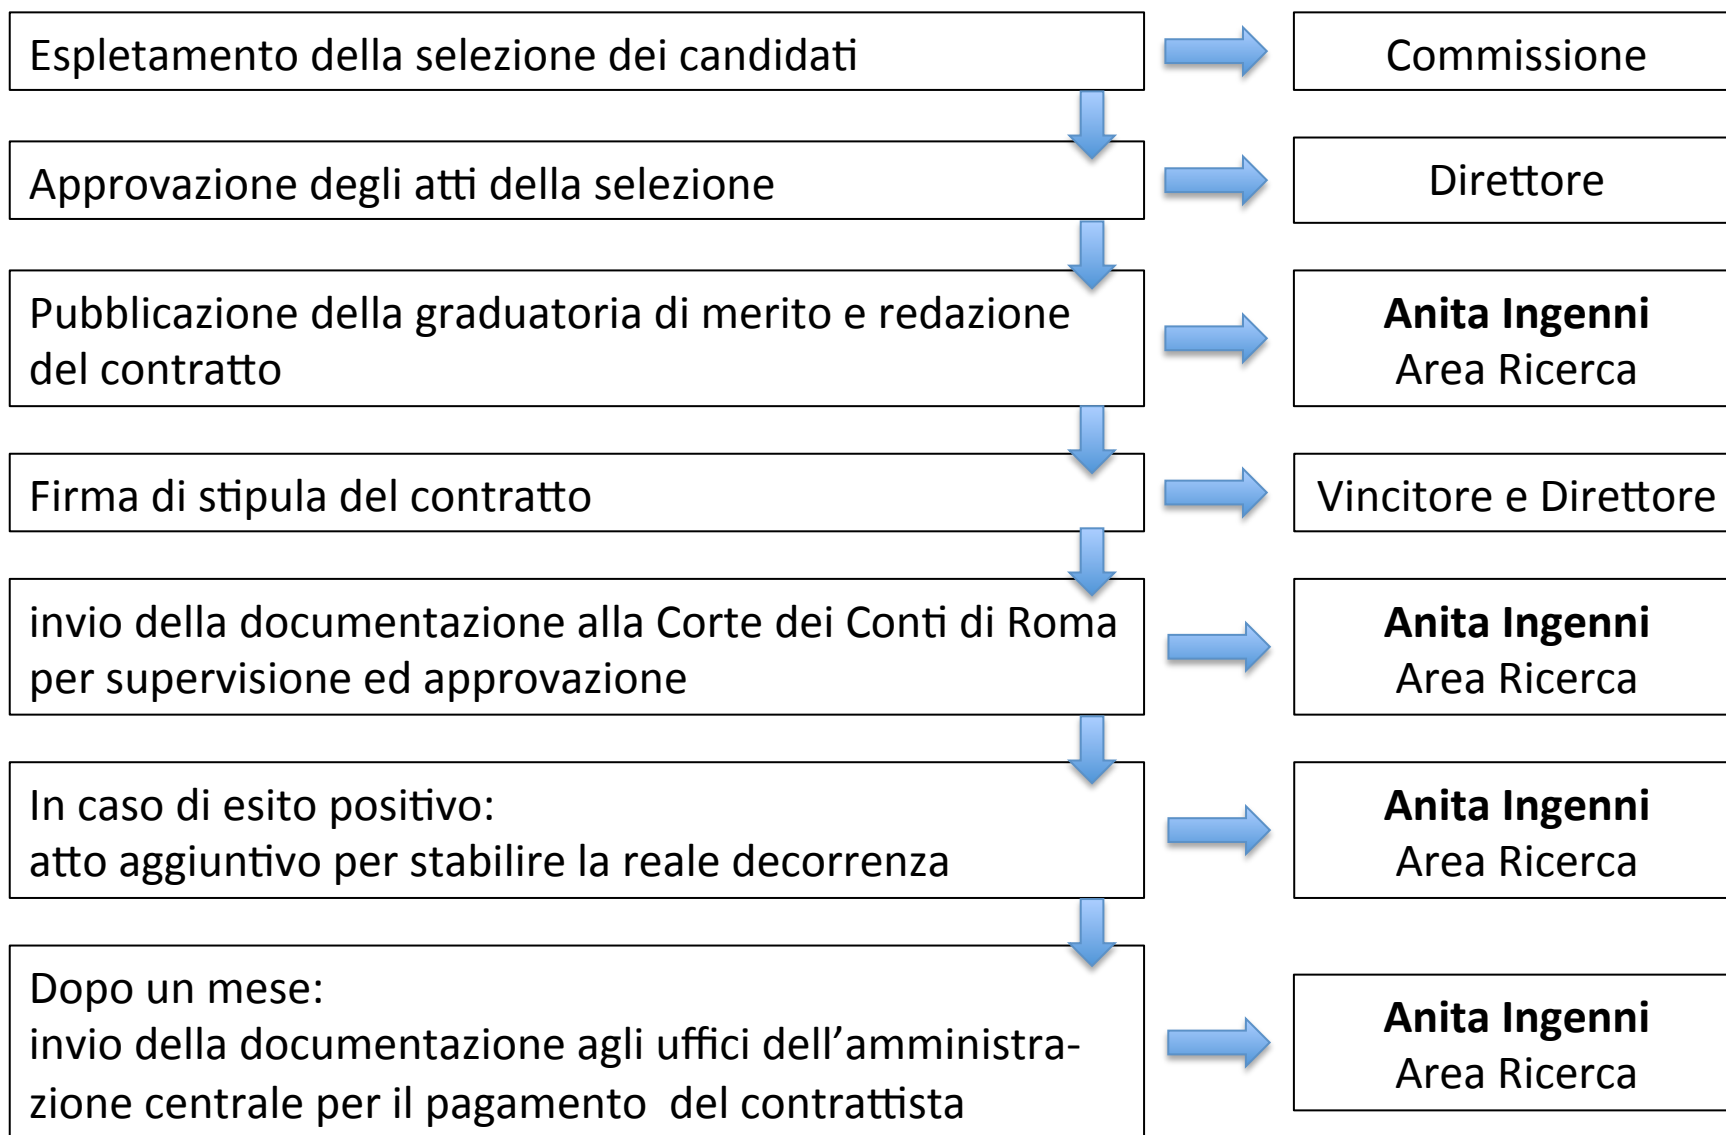 Espletamento della selezione dei candidati
Commissione
Approvazione degli atti della selezione
Direttore
Pubblicazione della graduatoria di merito e redazione
del contratto
Anita Ingenni
Area Ricerca
Firma di stipula del contratto
Vincitore e Direttore
invio della documentazione alla Corte dei Conti di Roma
per supervisione ed approvazione
Anita Ingenni
Area Ricerca
In caso di esito positivo:
atto aggiuntivo per stabilire la reale decorrenza
Anita Ingenni
Area Ricerca
Dopo un mese:
invio della documentazione agli uffici dell’amministra-
zione centrale per il pagamento  del contrattista
Anita Ingenni
Area Ricerca